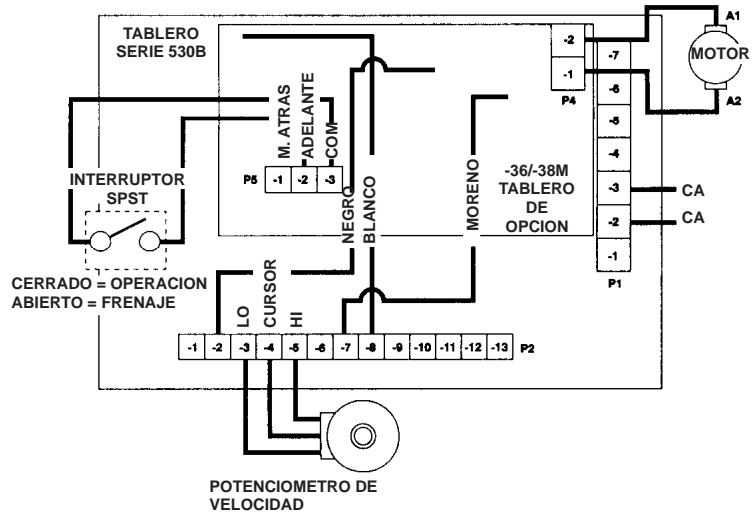 TABLERO
SERIE 530B
A1
MOTOR
A2
-2
-1
P4
-7
-6
-5
-4
-3
-2
-1
P1
CA
CA
M. ATRAS
ADELANTE
COM
P5
-1
-2
-3
INTERRUPTOR
SPST
CERRADO = OPERACION
ABIERTO = FRENAJE
NEGRO
BLANCO
MORENO
-36/-38M
TABLERO
DE
OPCION
LO
CURSOR
HI
-1
-2
-3
-4
-5
-6
-7
-8
-9
-10
-11
-12
-13
P2
POTENCIOMETRO DE
VELOCIDAD